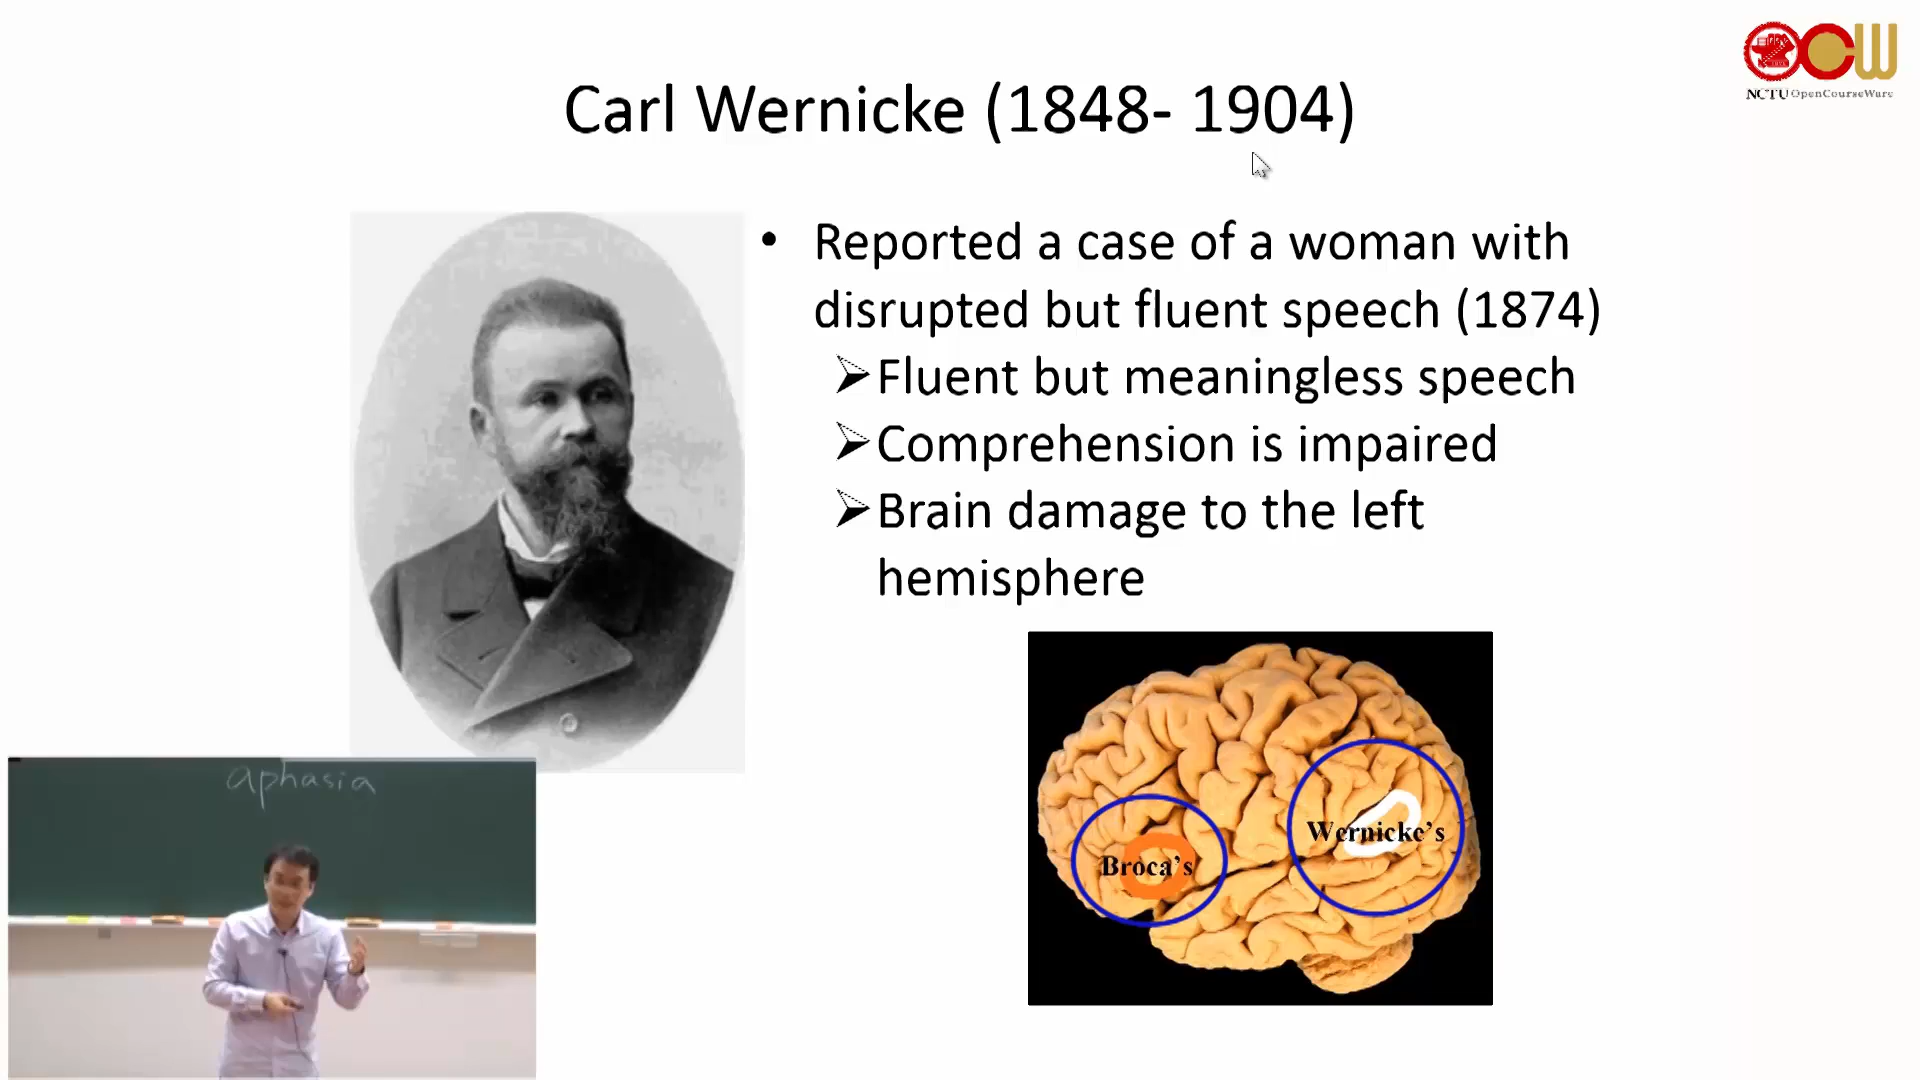 NCTU OpenCourseWare
Carl Wernicke (1848- 1904)
• Reported a case of a woman with
disrupted but fluent speech (1874)
➢Fluent but meaningless speech
➢Comprehension is impaired
➢Brain damage to the left
hemisphere
Wernicke's
Broca's
aphasia